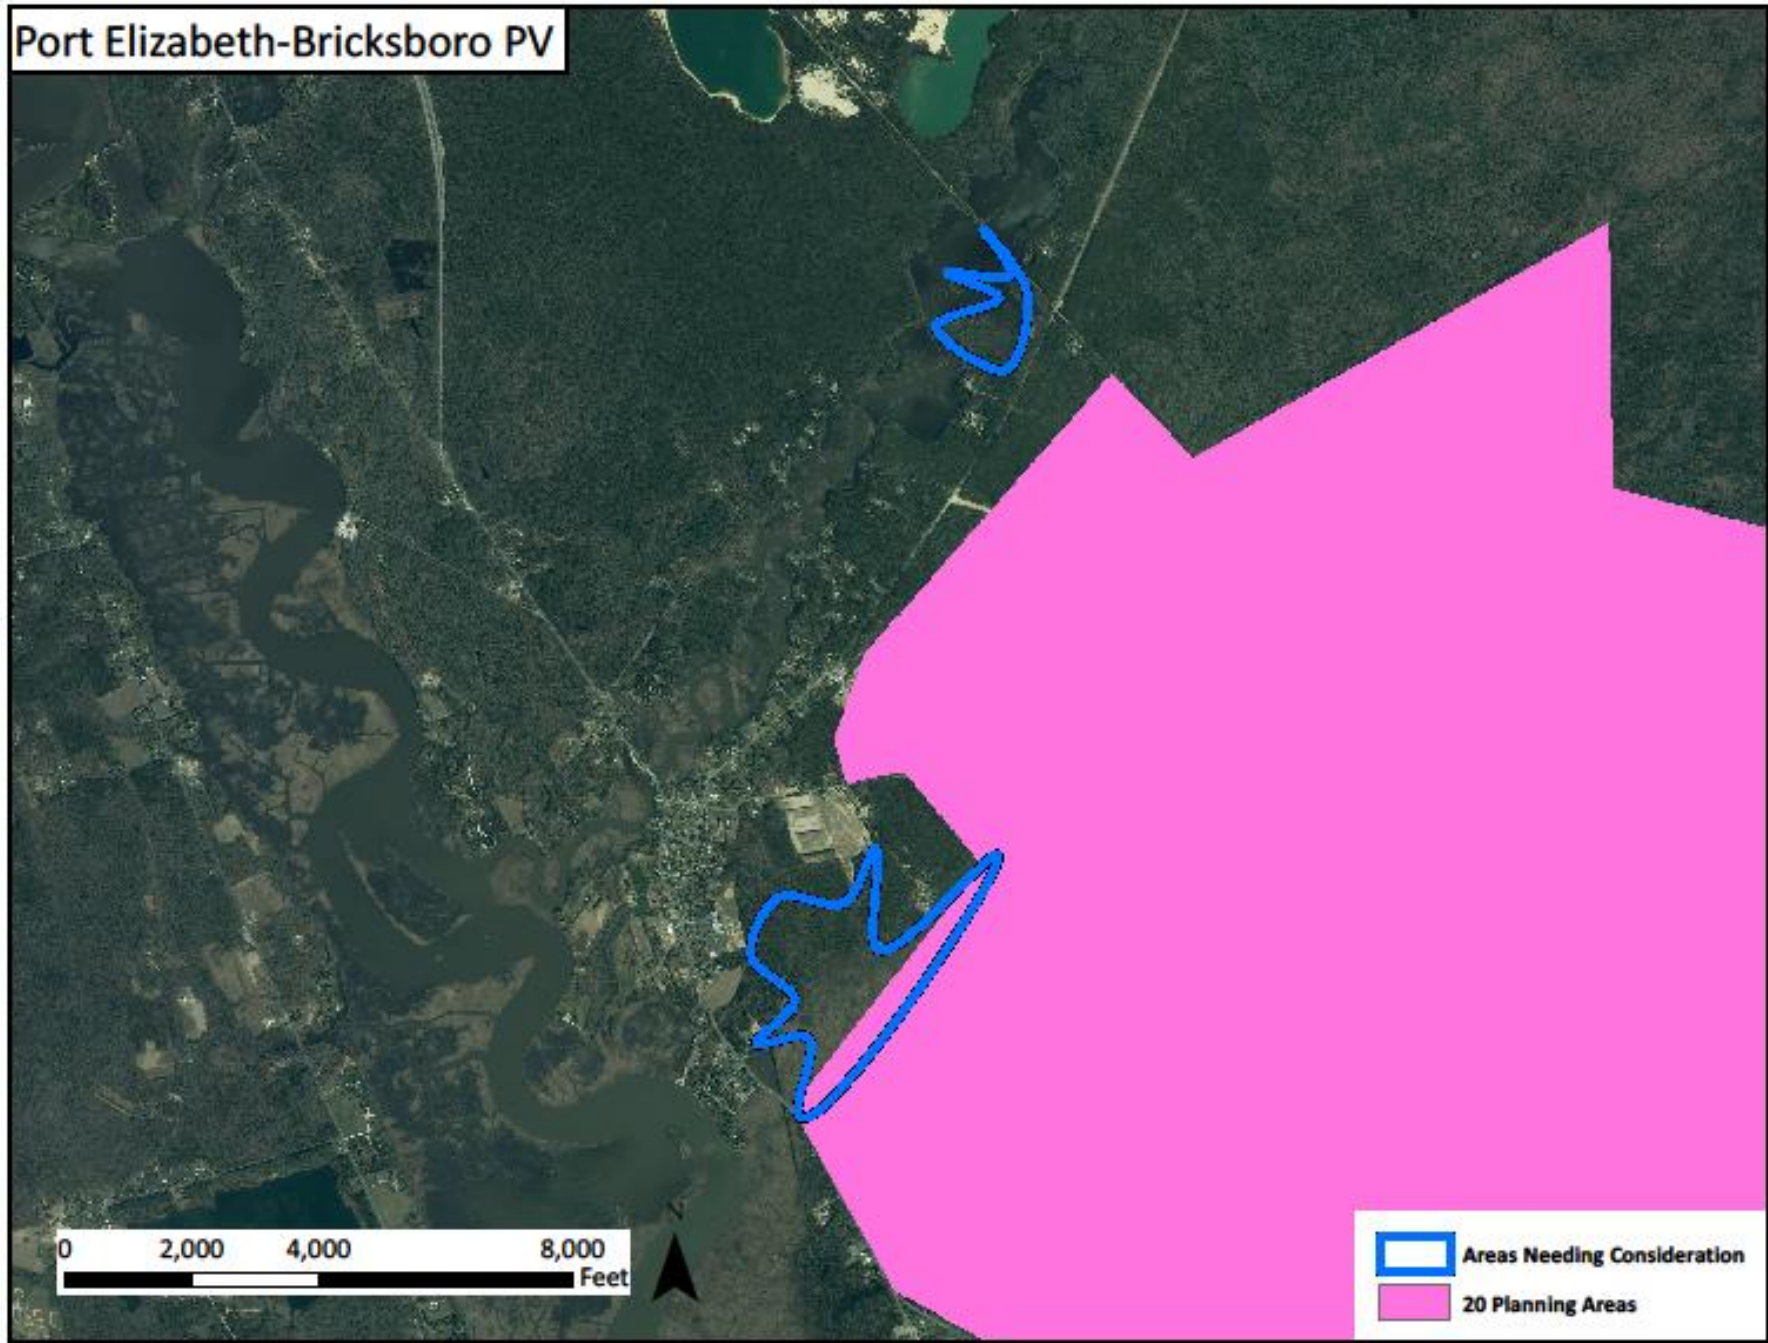 Port Elizabeth-Bricksboro PV
0 2,000 4,000 8,000
Feet
N
Areas Needing Consideration
20 Planning Areas